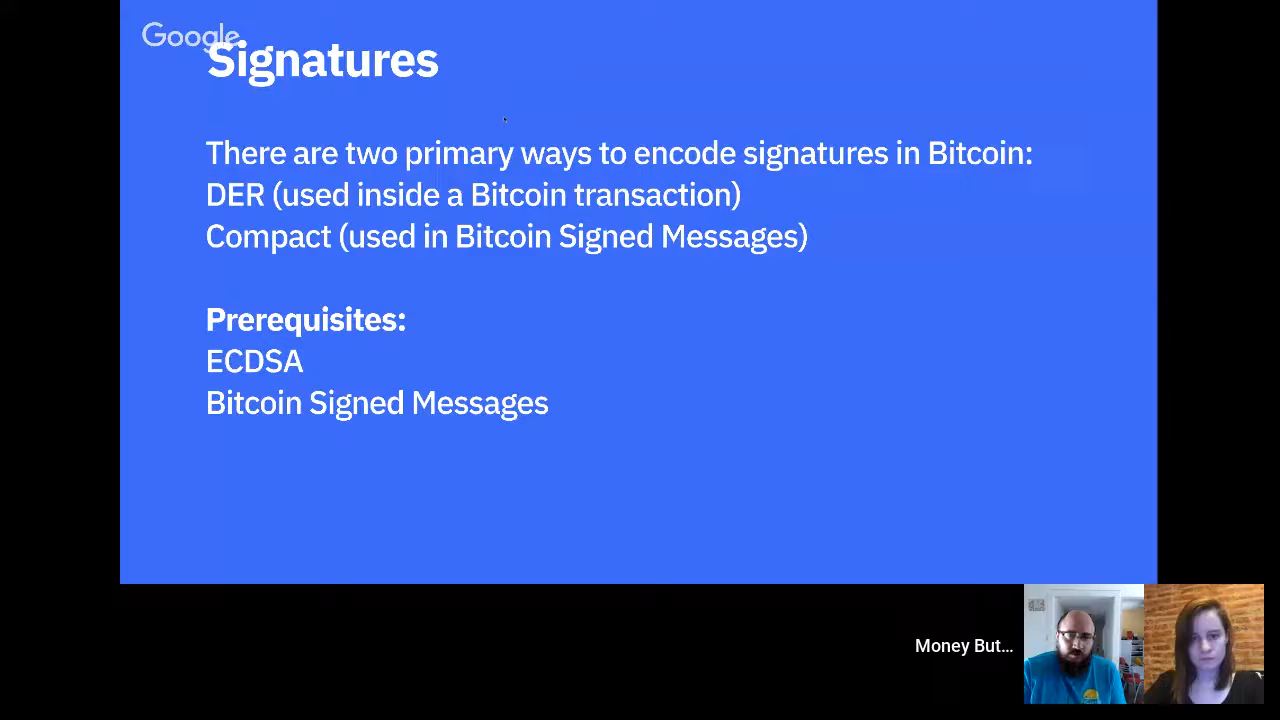 Google
Signatures
There are two primary ways to encode signatures in Bitcoin:
DER (used inside a Bitcoin transaction)
Compact (used in Bitcoin Signed Messages)
Prerequisites:
ECDSA
Bitcoin Signed Messages
Money But...